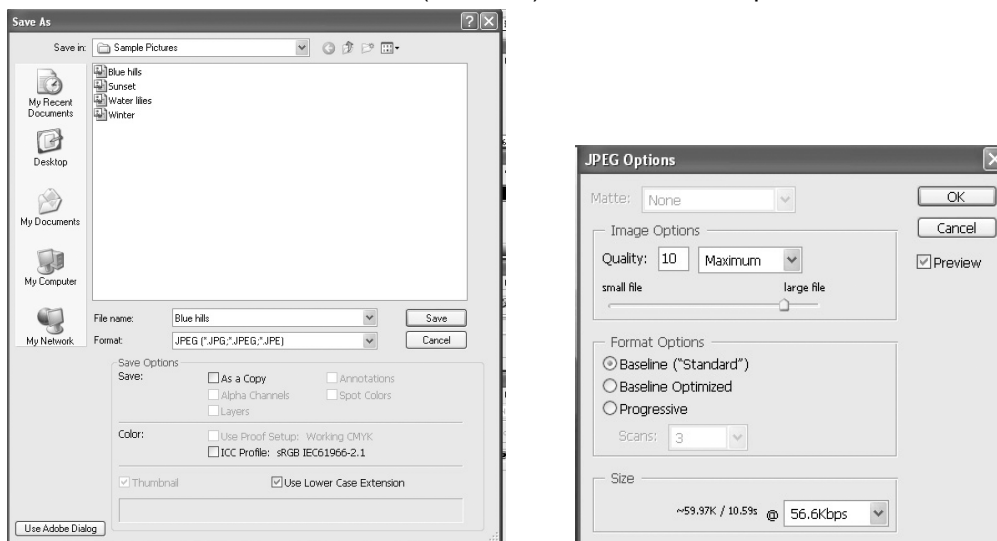 Save As
Save in:
Sample Pictures
My Recent
Documents
Desktop
My Documents
My Computer
My Network
Blue hills
Sunset
Water lilies
Winter
File name:
Blue hills
Save
Format:
JPEG (*.JPG;*.JPEG;*.JPE)
Cancel
Save Options
Save:
As a Copy
Annotations
Alpha Channels
Spot Colors
Layers
Color:
Use Proof Setup: Working CMYK
ICC Profile: sRGB IEC61966-2.1
Thumbnail
Use Lower Case Extension
Use Adobe Dialog
JPEG Options
Matte:
None
OK
Cancel
Preview
Image Options
Quality:
10
Maximum
small file
large file
Format Options
Baseline ("Standard")
Baseline Optimized
Progressive
Scans:
3
Size
~59.97K / 10.59s @ 56.6Kbps